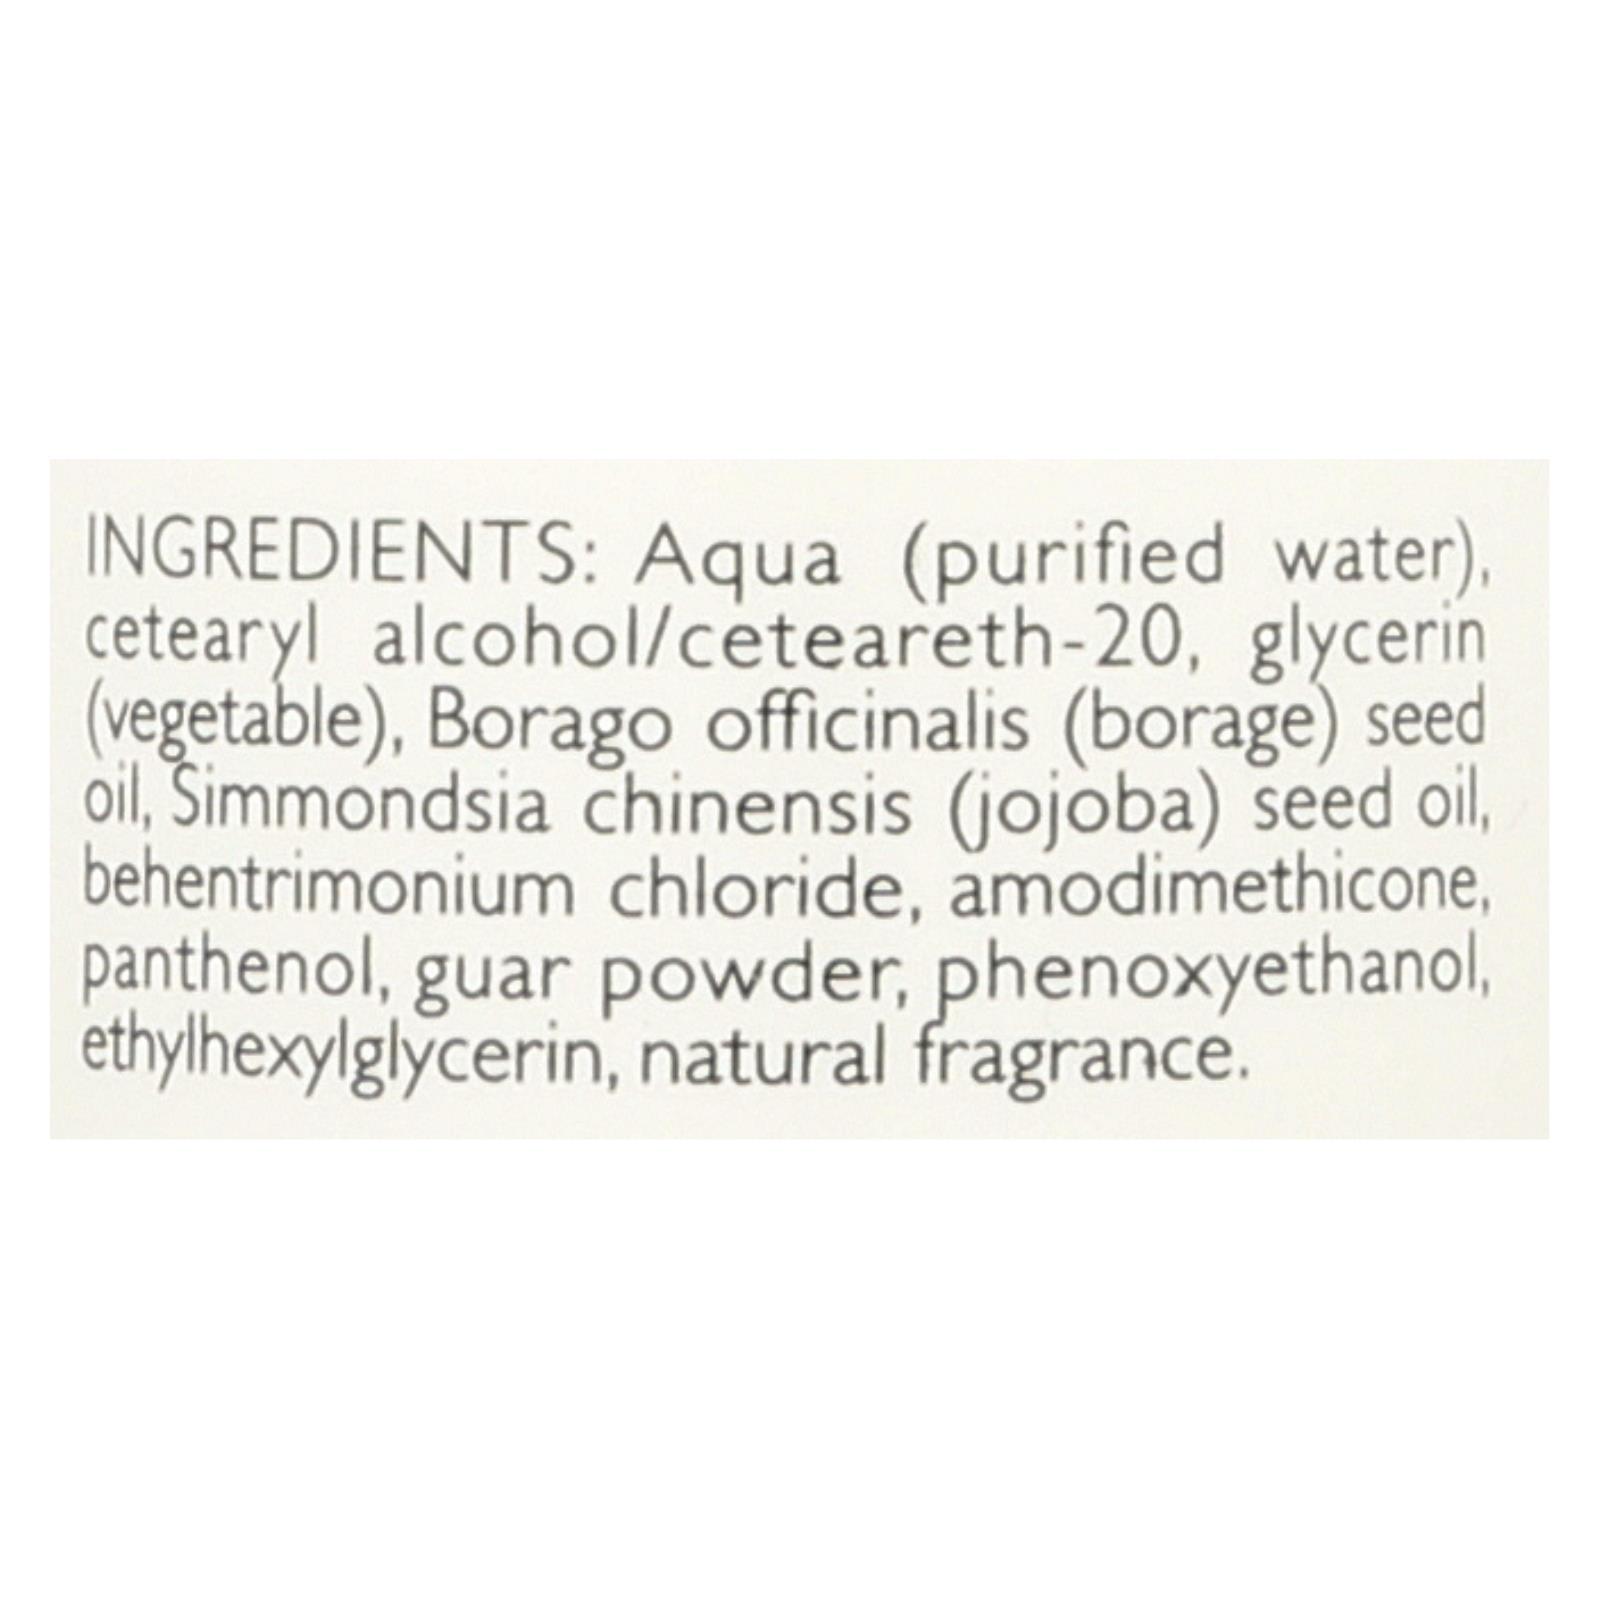 INGREDIENTS: Aqua (purified water),
cetearyl alcohol/ceteareth-20, glycerin
(vegetable), Borago officinalis (borage) seed
oil, Simmondsia chinensis (jojoba) seed oil,
behentrimonium chloride, amodimethicone,
panthenol, guar powder, phenoxyethanol,
ethylhexylglycerin, natural fragrance.